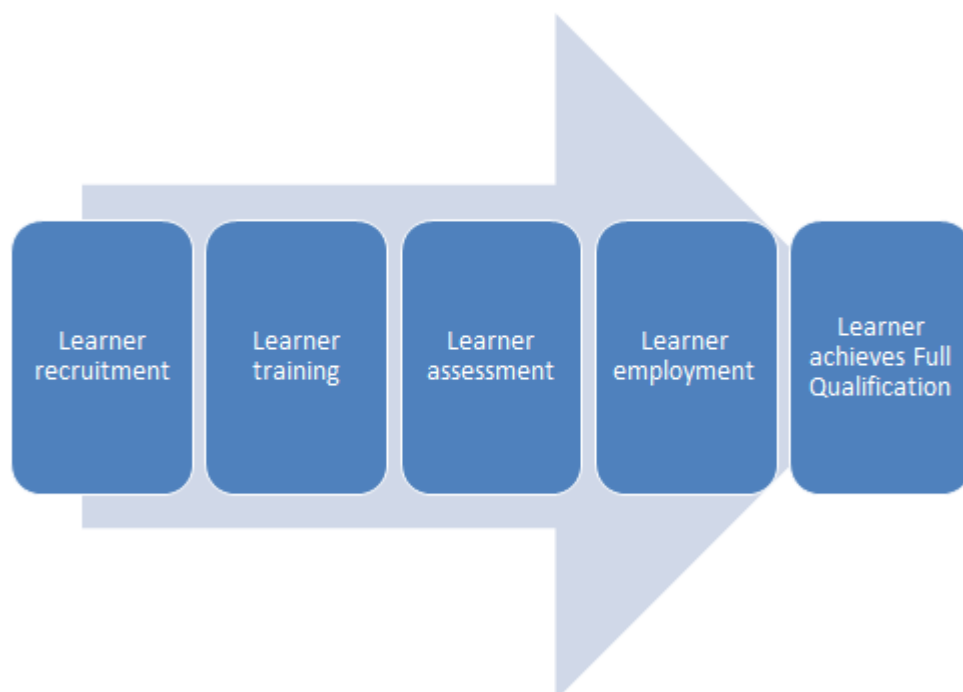 Learner
recruitment
Learner
training
Learner
assessment
Learner
employment
Learner
achieves Full
Qualification